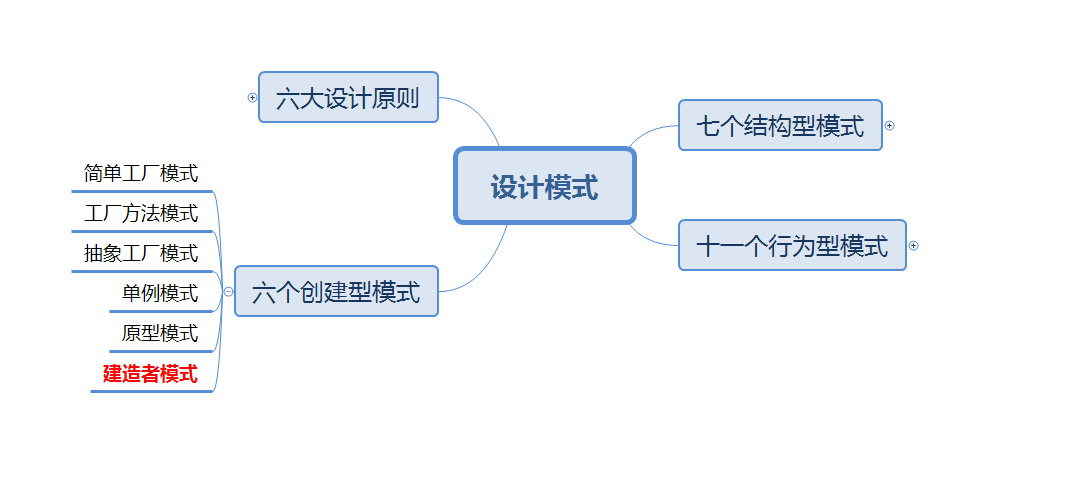 设计模式
六大设计原则
六个创建型模式
简单工厂模式
工厂方法模式
抽象工厂模式
单例模式
原型模式
建造者模式
七个结构型模式
十一个行为型模式